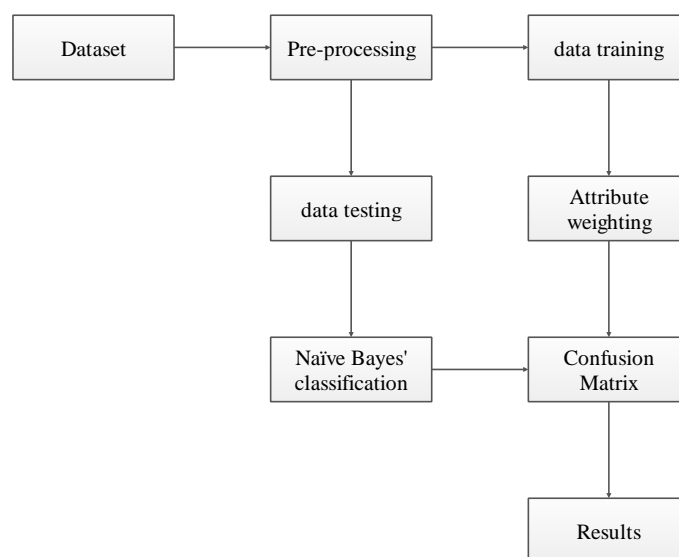 Dataset
Pre-processing
data training
data testing
Attribute
weighting
Naïve Bayes'
classification
Confusion
Matrix
Results